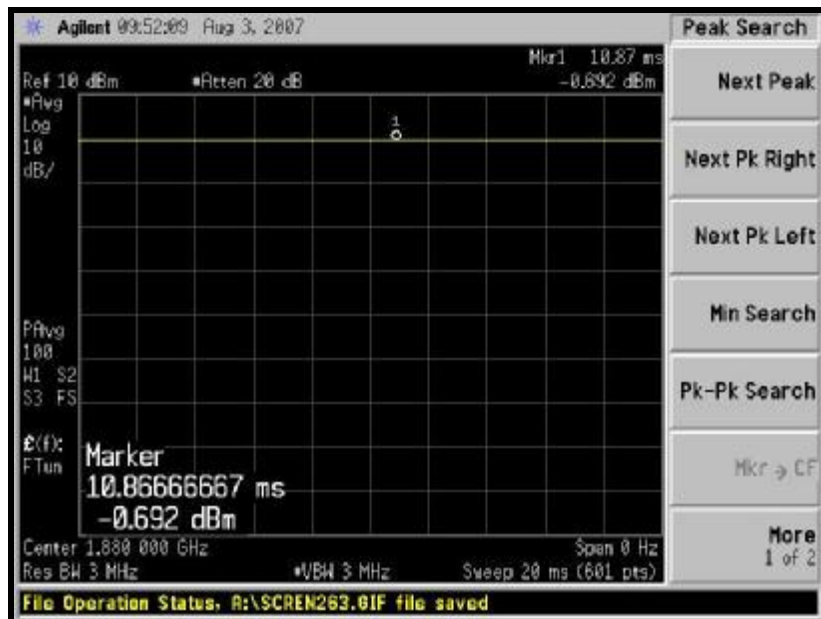 Agilent 09:52:09 Aug 3, 2007
Peak Search
Mkr1 10.87 ms
Ref 10 dBm *Atten 20 dB -0.692 dBm
*Avg
Log
10
dB/
1
PAvg
100
W1 S2
S3 FS
£(f):
FTun
Marker
10.86666667 ms
-0.692 dBm
Center 1.880 000 GHz Span 0 Hz
Res BW 3 MHz *VBW 3 MHz Sweep 20 ms (601 pts)
File Operation Status, A:\SCREN263.GIF file saved
Next Peak
Next Pk Right
Next Pk Left
Min Search
Pk-Pk Search
Mkr → CF
More
1 of 2